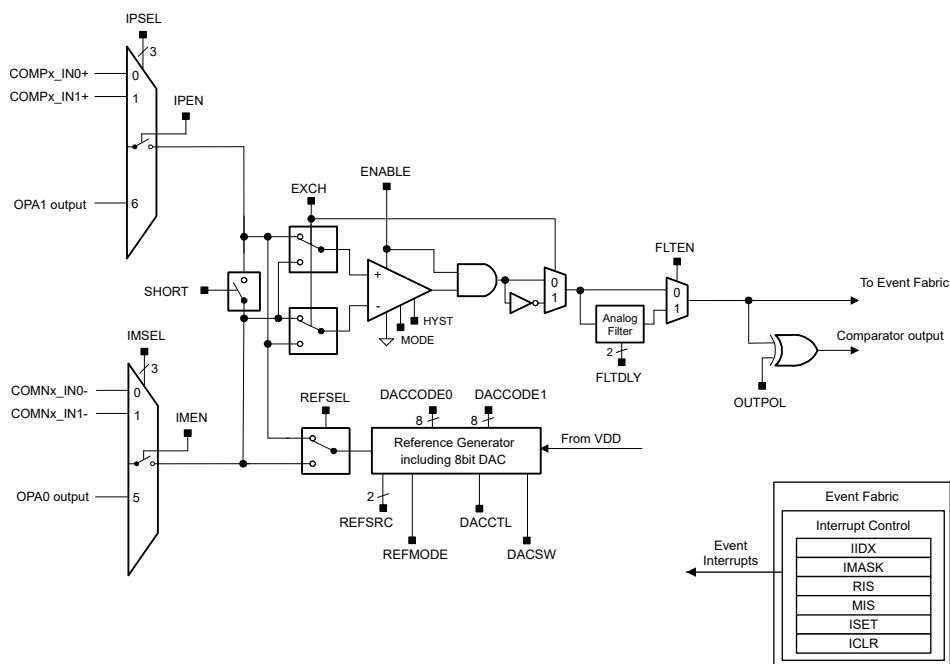 IPSEL
3
COMPx_IN0+
0
COMPx_IN1+
1
IPEN
OPA1 output
6
ENABLE
EXCH
SHORT
+
-
HYST
MODE
0
1
FLTEN
0
1
Analog
Filter
2
FLTDLY
To Event Fabric
Comparator output
OUTPOL
IMSEL
3
COMNx_IN0-
0
COMNx_IN1-
1
IMEN
OPA0 output
5
REFSEL
DACCODE0
DACCODE1
8
8
Reference Generator
including 8bit DAC
From VDD
2
REFSRC
REFMODE
DACCTL
DACSW
Event Fabric
Interrupt Control
IIDX
IMASK
RIS
MIS
ISET
ICLR
Event
Interrupts